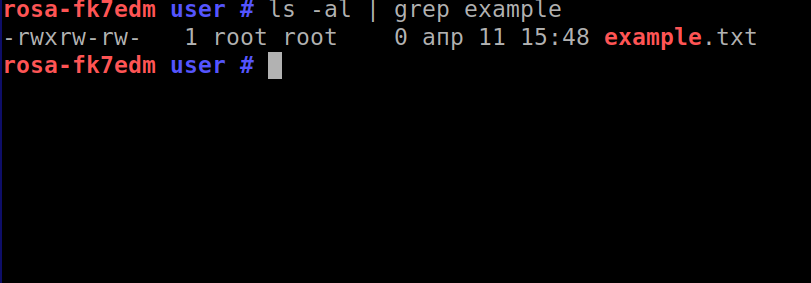 rosa-fk7edm user # ls -al | grep example
-rwxrw-rw-   1 root root    0 апр 11 15:48 example.txt
rosa-fk7edm user #